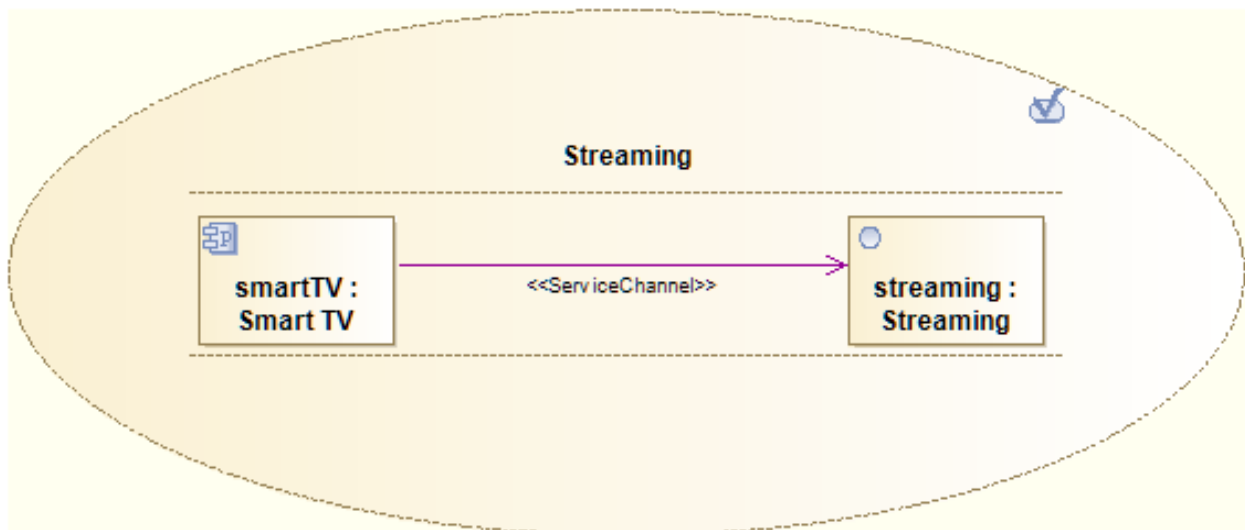 Streaming
P
smartTV :
Smart TV
<<ServiceChannel>>
streaming :
Streaming